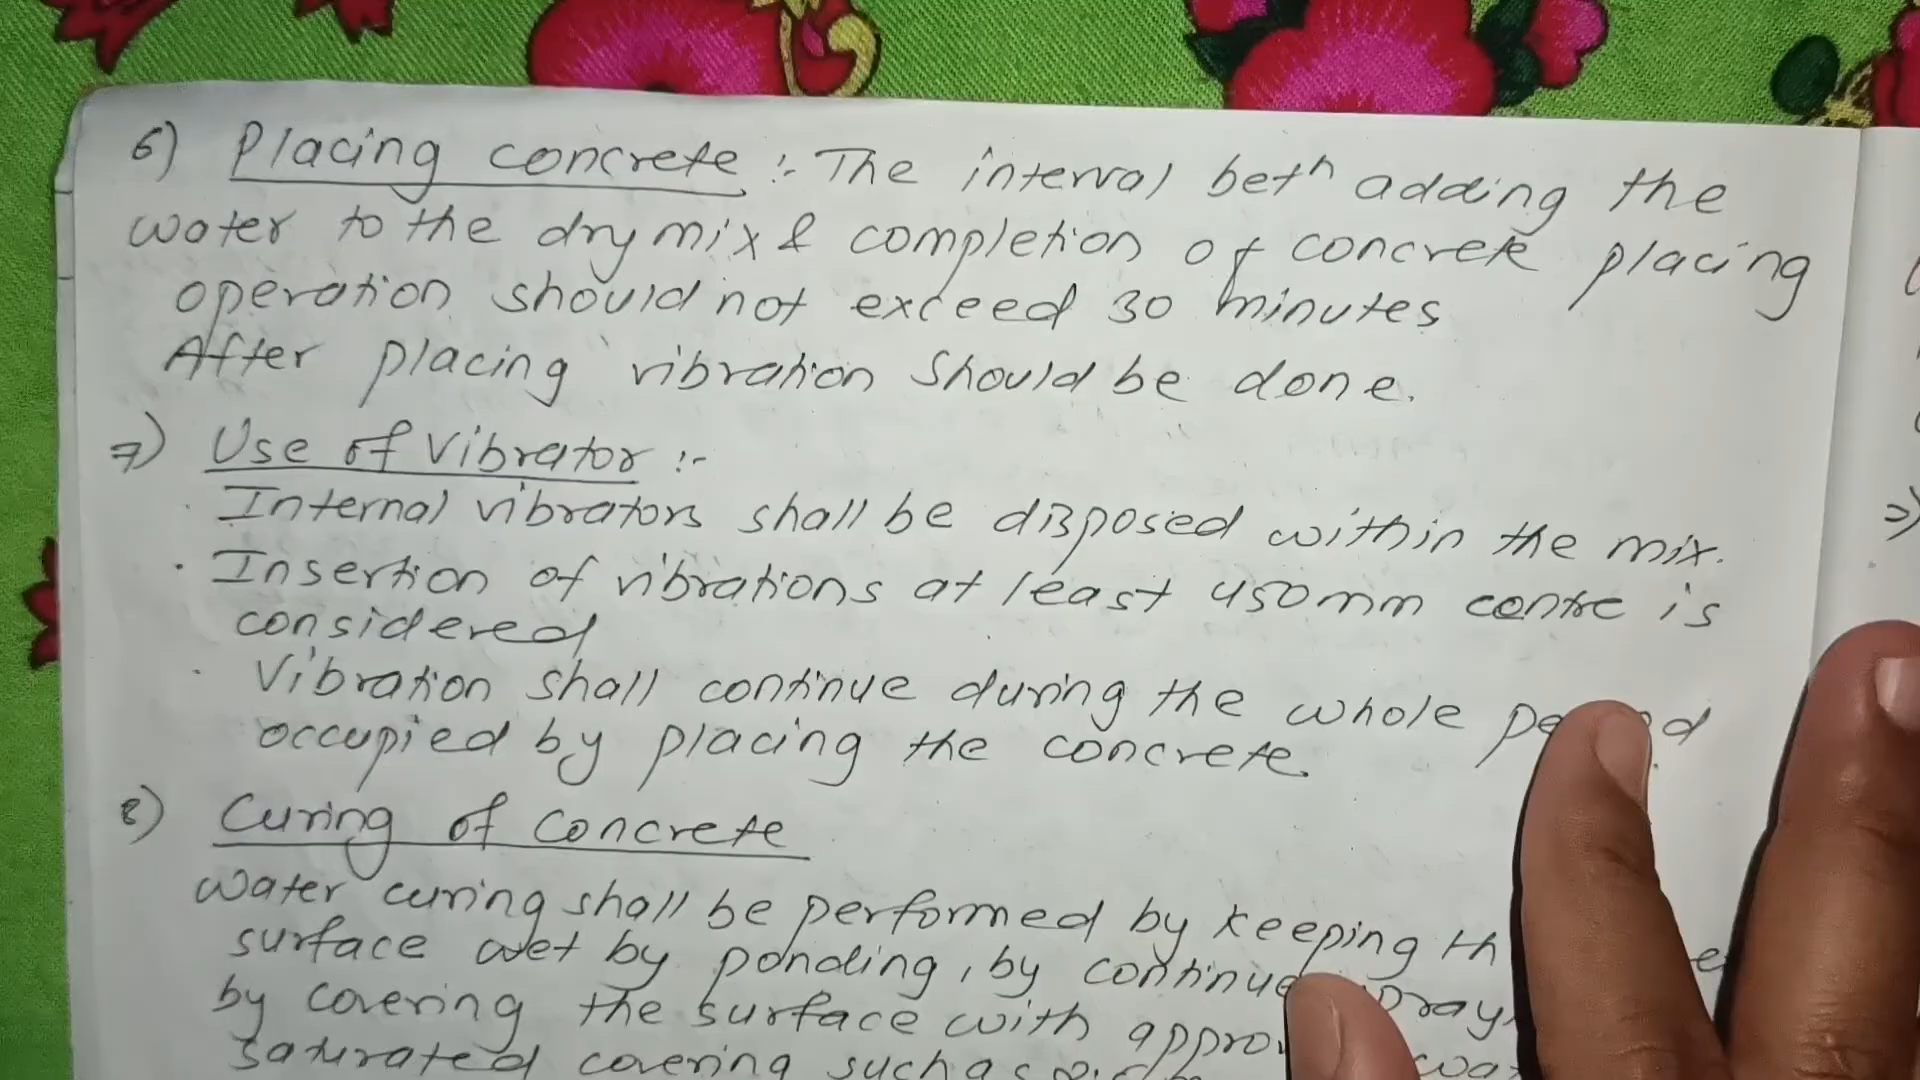 6) Placing concrete :- The interval betn adding the
water to the dry mix & completion of concrete placing
operation should not exceed 30 minutes
After placing vibration should be done.
7) Use of Vibrator :-
. Internal vibrators shall be disposed within the mix.
. Insertion of vibrations at least 450mm centre is
considered
. Vibration shall continue during the whole
occupied by placing the concrete.
8) Curing of Concrete
Water curing shall be performed by keeping
surface wet by ponding, by
by covering the surface with
saturated covering such as
=>